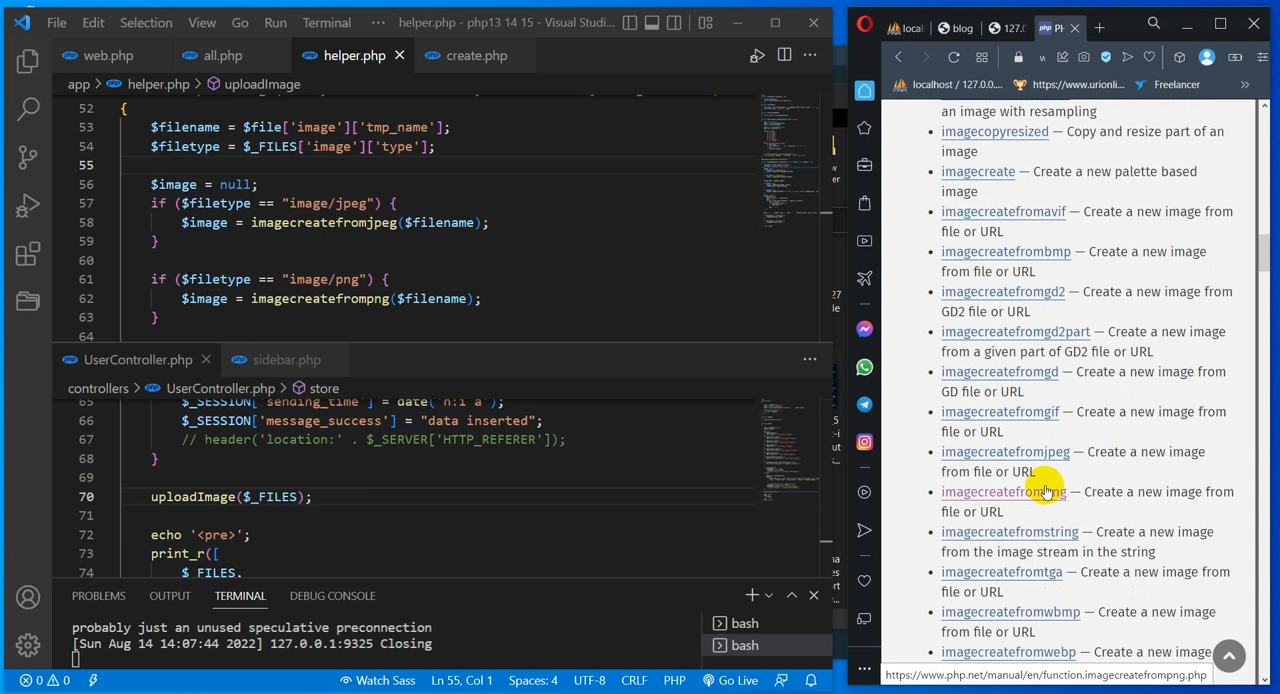 File Edit Selection View Go Run Terminal ··· helper.php - php13 14 15 - Visual Studi...
web.php all.php helper.php create.php
app > helper.php > uploadImage
52 {
53 $filename = $file['image']['tmp_name'];
54 $filetype = $_FILES['image']['type'];
55
56 $image = null;
57 if ($filetype == "image/jpeg") {
58 $image = imagecreatefromjpeg($filename);
59 }
60
61 if ($filetype == "image/png") {
62 $image = imagecreatefrompng($filename);
63 }
64
UserController.php sidebar.php
controllers > UserController.php > store
65 $_SESSION['sending_time'] = date('h:i a');
66 $_SESSION['message_success'] = "data inserted";
67 // header('location:' . $_SERVER['HTTP_REFERER']);
68 }
69
70 uploadImage($_FILES);
71
72 echo '<pre>';
73 print_r([
74 $_FILES,
PROBLEMS OUTPUT TERMINAL DEBUG CONSOLE
probably just an unused speculative preconnection
[Sun Aug 14 14:07:44 2022] 127.0.0.1:9325 Closing
bash
bash
0 0 Watch Sass Ln 55, Col 1 Spaces: 4 UTF-8 CRLF PHP Go Live
local blog 127.0 PH
localhost / 127.0.0... https://www.urionli... Freelancer
an image with resampling
imagecopyresized — Copy and resize part of an
image
imagecreate — Create a new palette based
image
imagecreatefromavif — Create a new image from
file or URL
imagecreatefrombmp — Create a new image
from file or URL
imagecreatefromgd2 — Create a new image from
GD2 file or URL
imagecreatefromgd2part — Create a new image
from a given part of GD2 file or URL
imagecreatefromgd — Create a new image from
GD file or URL
imagecreatefromgif — Create a new image from
file or URL
imagecreatefromjpeg — Create a new image
from file or URL
imagecreatefrompng — Create a new image from
file or URL
imagecreatefromstring — Create a new image
from the image stream in the string
imagecreatefromtga — Create a new image from
file or URL
imagecreatefromwbmp — Create a new image
from file or URL
imagecreatefromwebp — Create a new image
https://www.php.net/manual/en/function.imagecreatefrompng.php